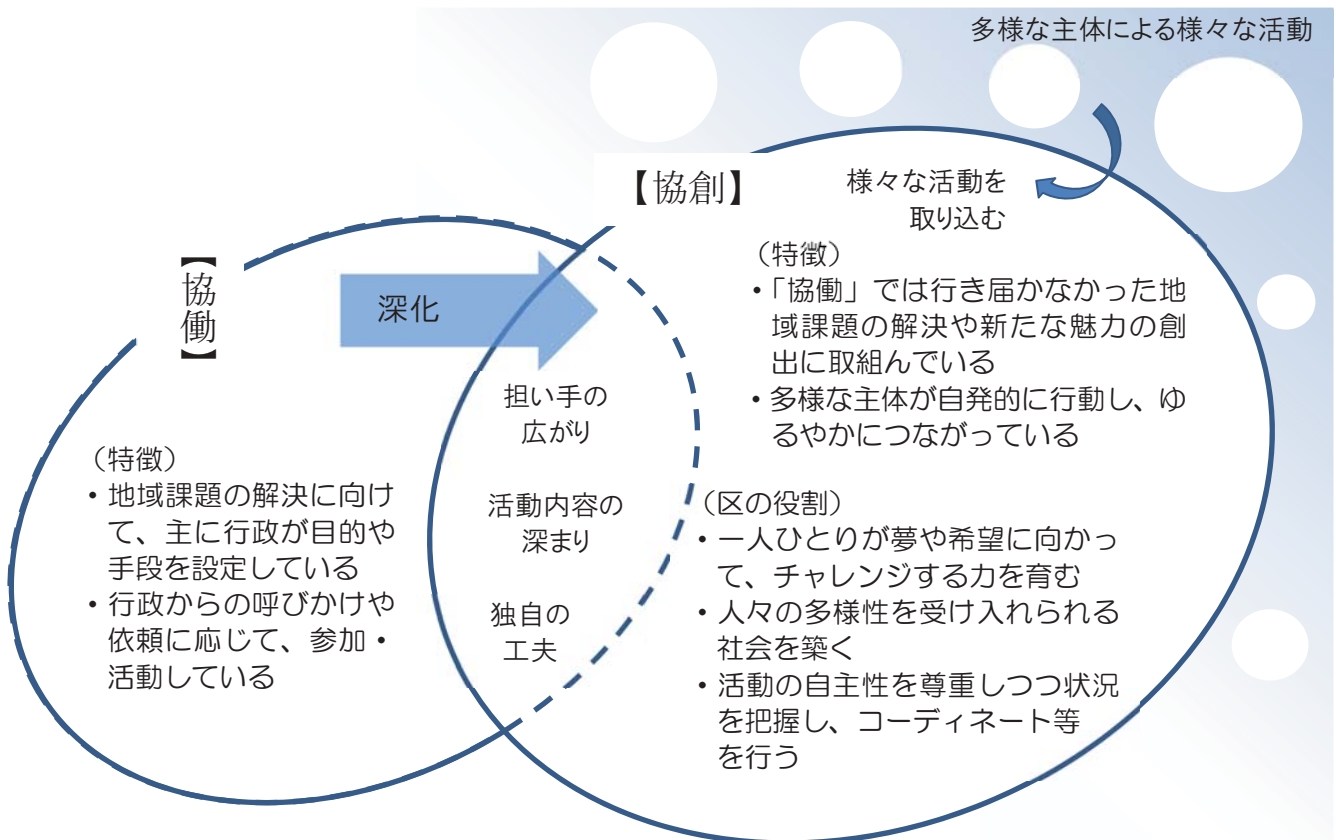 多様な主体による様々な活動
【協創】
様々な活動を
取り込む
（特徴）
・「協働」では行き届かなかった地
域課題の解決や新たな魅力の創
出に取組んでいる
・多様な主体が自発的に行動し、ゆ
るやかにつながっている
（区の役割）
・一人ひとりが夢や希望に向かっ
て、チャレンジする力を育む
・人々の多様性を受け入れられる
社会を築く
・活動の自主性を尊重しつつ状況
を把握し、コーディネート等
を行う
【協働】
深化
担い手の
広がり
活動内容の
深まり
独自の
工夫
（特徴）
・地域課題の解決に向け
て、主に行政が目的や
手段を設定している
・行政からの呼びかけや
依頼に応じて、参加・
活動している